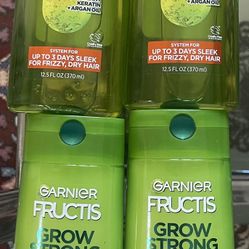 KERATIN
+ ARGAN OIL
SYSTEM FOR
UP TO 3 DAYS SLEEK
FOR FRIZZY, DRY HAIR
12.5 FL OZ (370 ml)
KERATIN
+ ARGAN OIL
SYSTEM FOR
UP TO 3 DAYS SLEEK
FOR FRIZZY, DRY HAIR
12.5 FL OZ (370 ml)
GARNIER
FRUCTIS
GROW
STRONG
GARNIER
FRUCTIS
GROW
STRONG